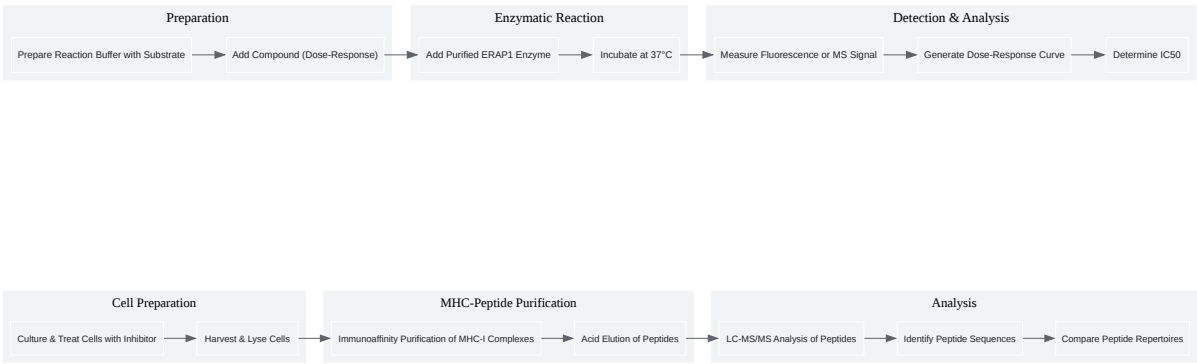 Preparation
Enzymatic Reaction
Detection & Analysis
Prepare Reaction Buffer with Substrate
Add Compound (Dose-Response)
Add Purified ERAP1 Enzyme
Incubate at 37°C
Measure Fluorescence or MS Signal
Generate Dose-Response Curve
Determine IC50
Cell Preparation
MHC-Peptide Purification
Analysis
Culture & Treat Cells with Inhibitor
Harvest & Lyse Cells
Immunoaffinity Purification of MHC-I Complexes
Acid Elution of Peptides
LC-MS/MS Analysis of Peptides
Identify Peptide Sequences
Compare Peptide Repertoires